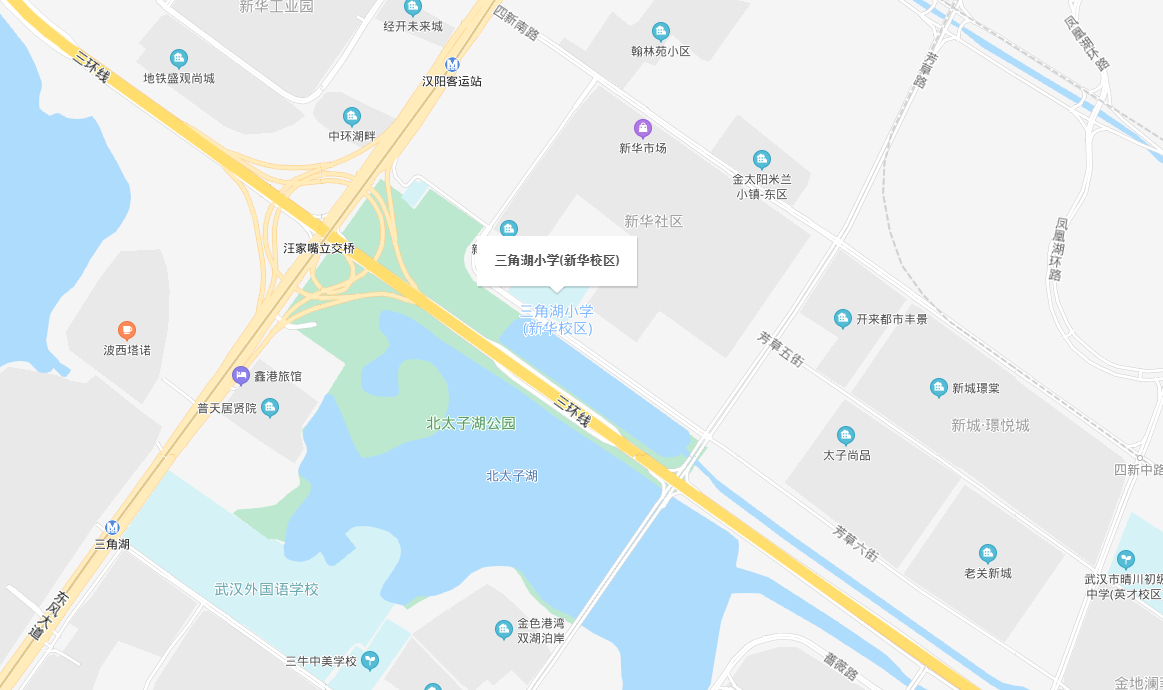 新华工业园
经开未来城
四新南路
翰林苑小区
三环线
地铁盛观尚城
汉阳客运站
芳草路
中环湖畔
新华市场
金太阳米兰
小镇-东区
新华社区
汪家嘴立交桥
三角湖小学(新华校区)
凤凰湖环路
三角湖小学
(新华校区)
波西塔诺
开来都市丰景
芳草五街
鑫港旅馆
新城璟棠
普天居贤院
三环线
北太子湖公园
新城·璟悦城
太子尚品
四新中路
北太子湖
三角湖
芳草六街
老关新城
武汉外国语学校
武汉市晴川初级
中学(英才校区
东风大道
金色港湾
双湖泊岸
三牛中美学校
蔷薇路
金地澜